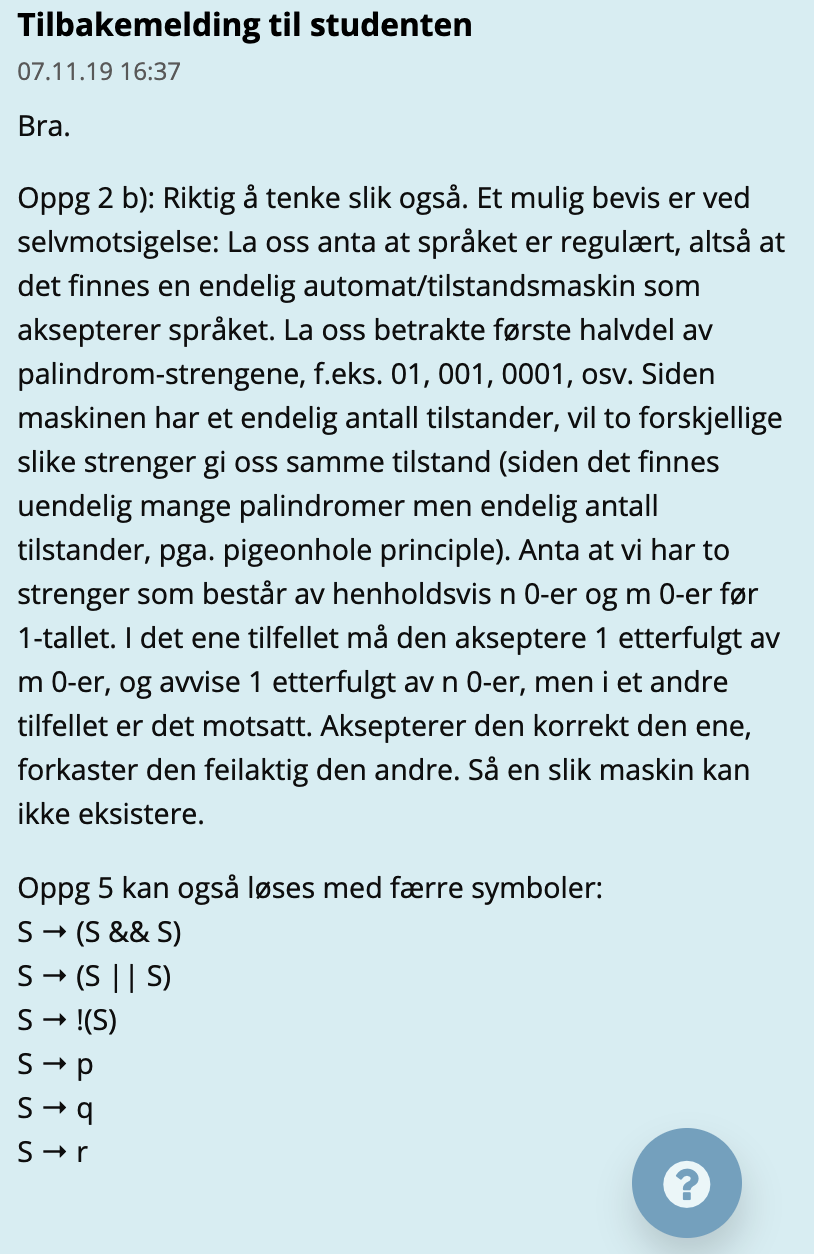 Tilbakemelding til studenten
07.11.19 16:37
Bra.
Oppg 2 b): Riktig å tenke slik også. Et mulig bevis er ved
selvmotsigelse: La oss anta at språket er regulært, altså at
det finnes en endelig automat/tilstandsmaskin som
aksepterer språket. La oss betrakte første halvdel av
palindrom-strengene, f.eks. 01, 001, 0001, osv. Siden
maskinen har et endelig antall tilstander, vil to forskjellige
slike strenger gi oss samme tilstand (siden det finnes
uendelig mange palindromer men endelig antall
tilstander, pga. pigeonhole principle). Anta at vi har to
strenger som består av henholdsvis n 0-er og m 0-er før
1-tallet. I det ene tilfellet må den akseptere 1 etterfulgt av
m 0-er, og avvise 1 etterfulgt av n 0-er, men i et andre
tilfellet er det motsatt. Aksepterer den korrekt den ene,
forkaster den feilaktig den andre. Så en slik maskin kan
ikke eksistere.
Oppg 5 kan også løses med færre symboler:
S → (S && S)
S → (S || S)
S → !(S)
S → p
S → q
S → r
?